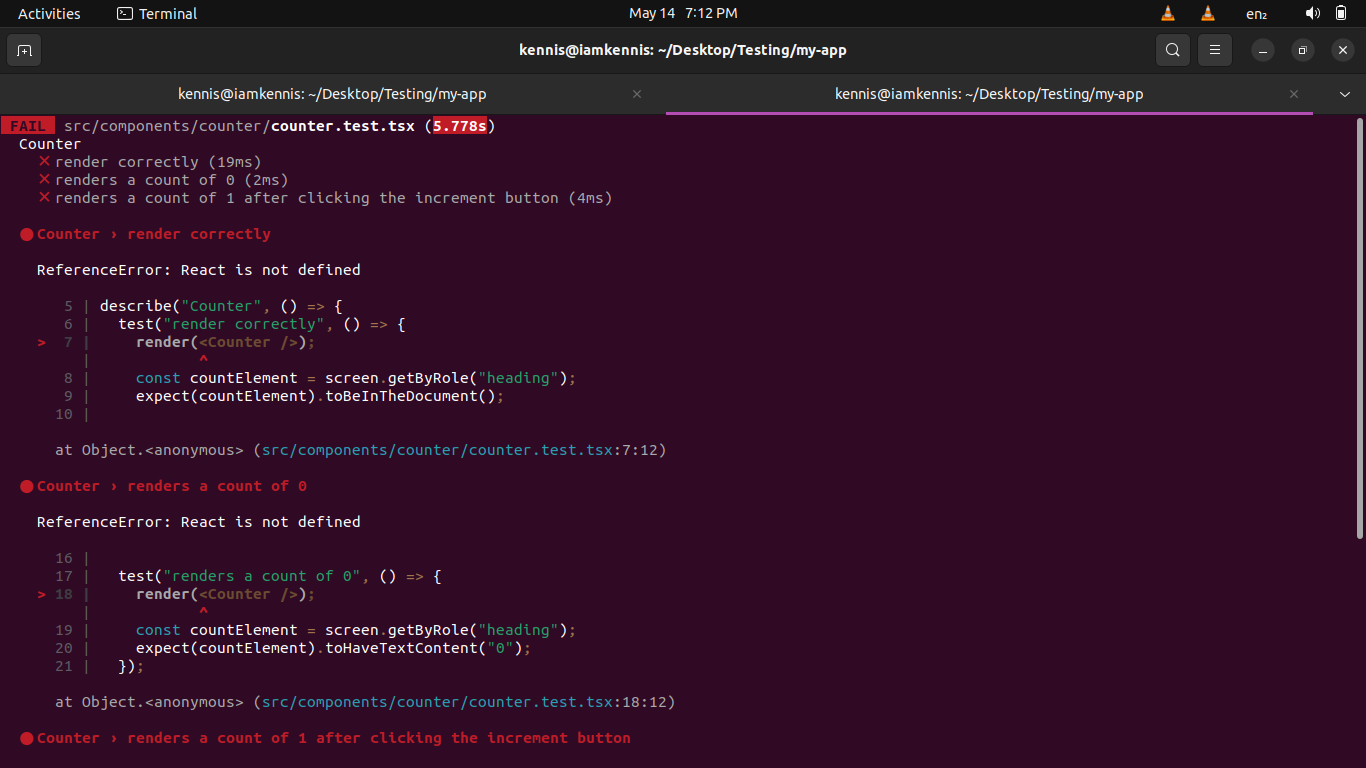 Activities Terminal May 14 7:12 PM en₂
kennis@iamkennis: ~/Desktop/Testing/my-app
kennis@iamkennis: ~/Desktop/Testing/my-app × kennis@iamkennis: ~/Desktop/Testing/my-app ×
FAIL src/components/counter/counter.test.tsx (5.778s)
Counter
✕ render correctly (19ms)
✕ renders a count of 0 (2ms)
✕ renders a count of 1 after clicking the increment button (4ms)
● Counter › render correctly
ReferenceError: React is not defined
5 | describe("Counter", () => {
6 |   test("render correctly", () => {
> 7 |     render(<Counter />);
|            ^
8 |     const countElement = screen.getByRole("heading");
9 |     expect(countElement).toBeInTheDocument();
10 |
at Object.<anonymous> (src/components/counter/counter.test.tsx:7:12)
● Counter › renders a count of 0
ReferenceError: React is not defined
16 |
17 |   test("renders a count of 0", () => {
> 18 |     render(<Counter />);
|            ^
19 |     const countElement = screen.getByRole("heading");
20 |     expect(countElement).toHaveTextContent("0");
21 |   });
at Object.<anonymous> (src/components/counter/counter.test.tsx:18:12)
● Counter › renders a count of 1 after clicking the increment button